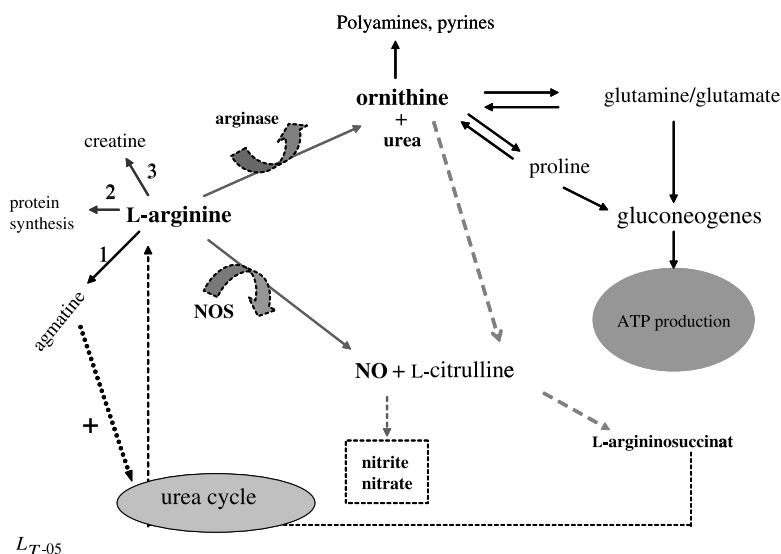 Polyamines, pyrines
ornithine
+
urea
glutamine/glutamate
arginase
creatine
3
proline
2
protein
synthesis
L-arginine
gluconeogenes
1
NOS
agmatine
ATP production
NO + L-citrulline
+
L-argininosuccinat
nitrite
nitrate
urea cycle
LT-05